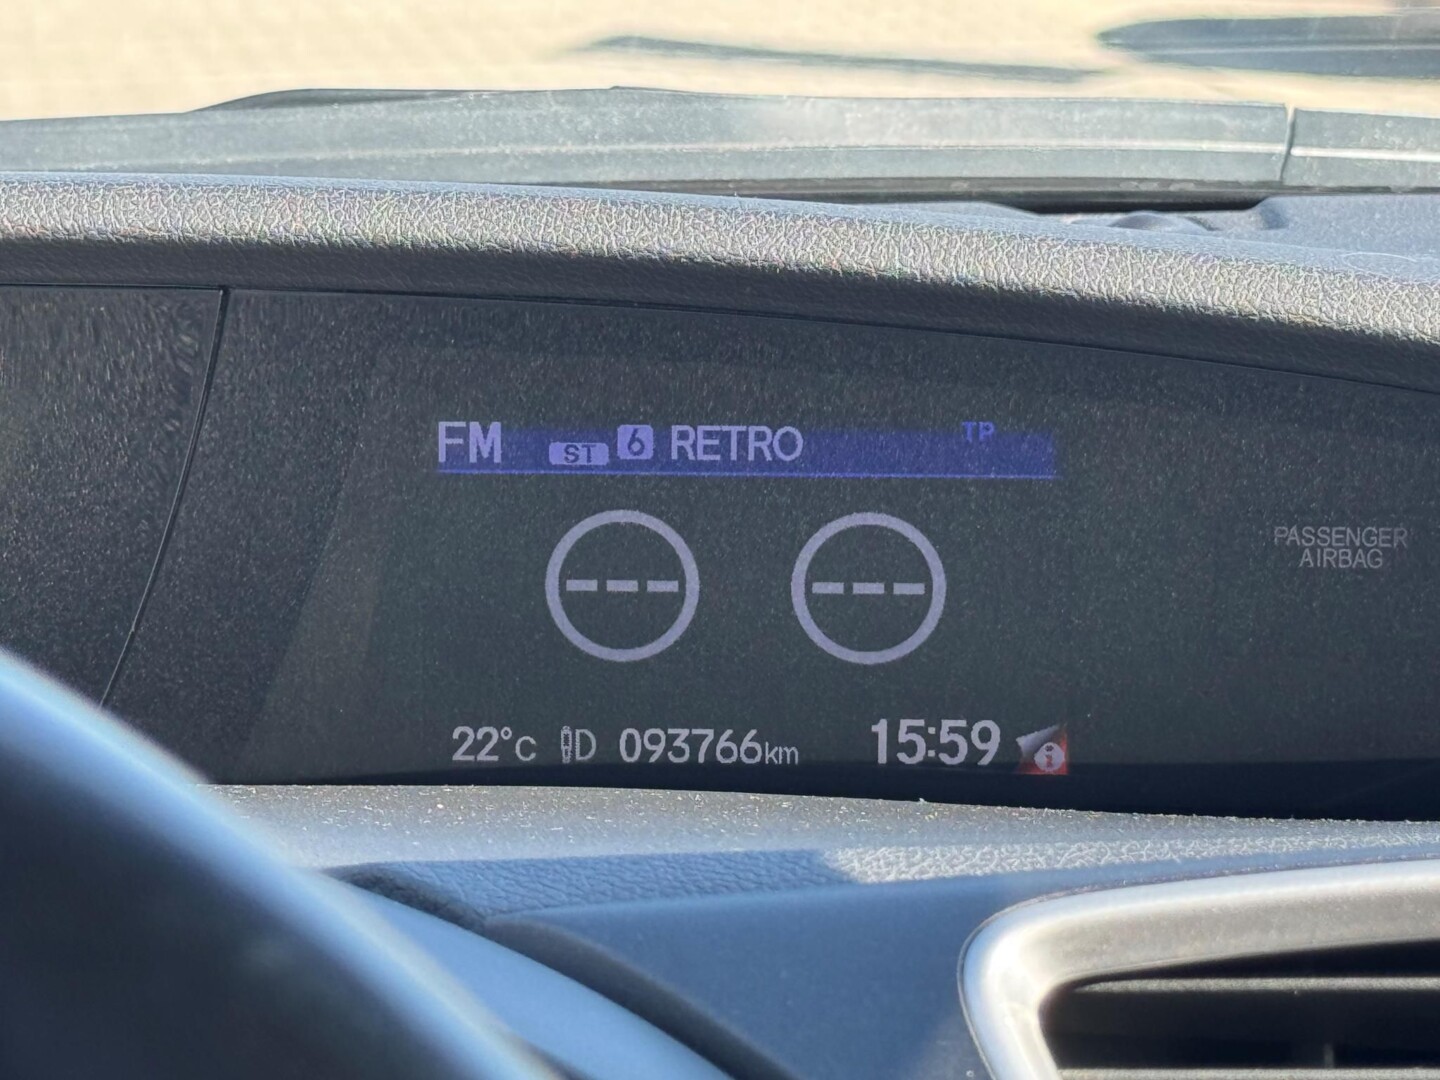 FM ST 6 RETRO TP
--- ---
PASSENGER
AIRBAG
22°C D 093766km 15:59 i